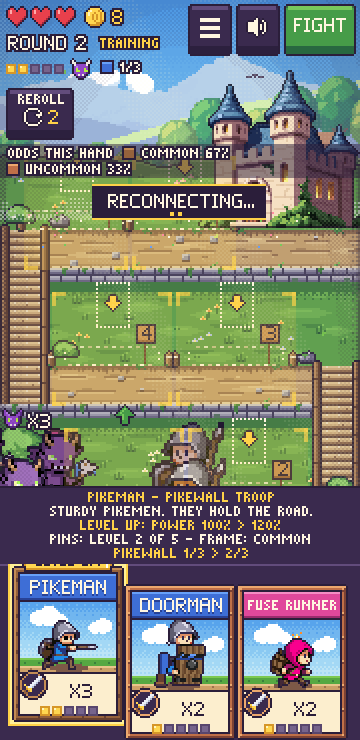 8
FIGHT
ROUND 2 TRAINING
1/3
REROLL
2
ODDS THIS HAND COMMON 67%
UNCOMMON 33%
RECONNECTING...
4
3
X3
2
PIKEMAN - PIKEWALL TROOP
STURDY PIKEMEN. THEY HOLD THE ROAD.
LEVEL UP: POWER 100% > 120%
PINS: LEVEL 2 OF 5 - FRAME: COMMON
PIKEWALL 1/3 > 2/3
PIKEMAN
X3
DOORMAN
X2
FUSE RUNNER
X2